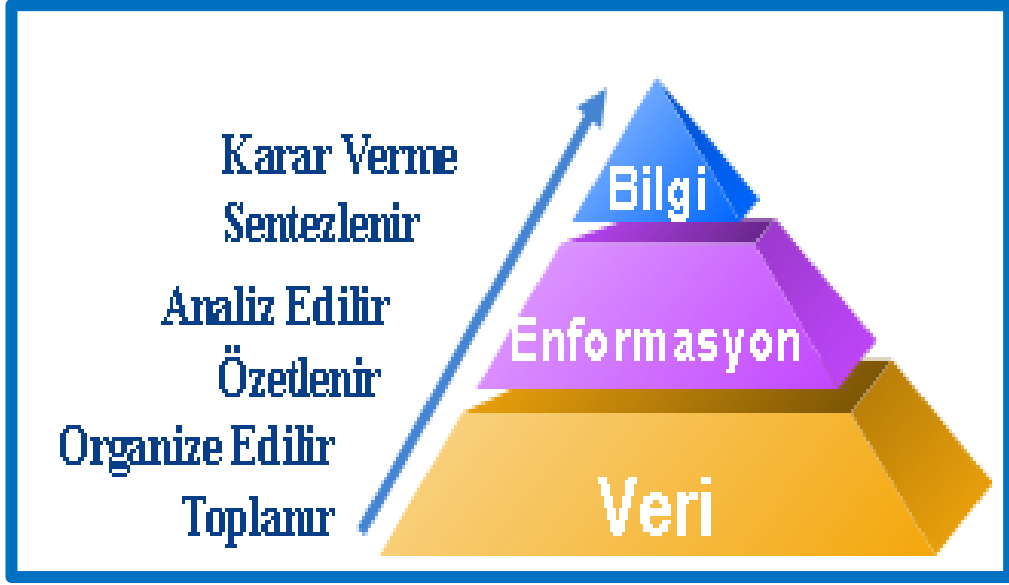 Karar Verme
Sentezlenir
Analiz Edilir
Özetlenir
Organize Edilir
Toplanır
Bilgi
Enformasyon
Veri